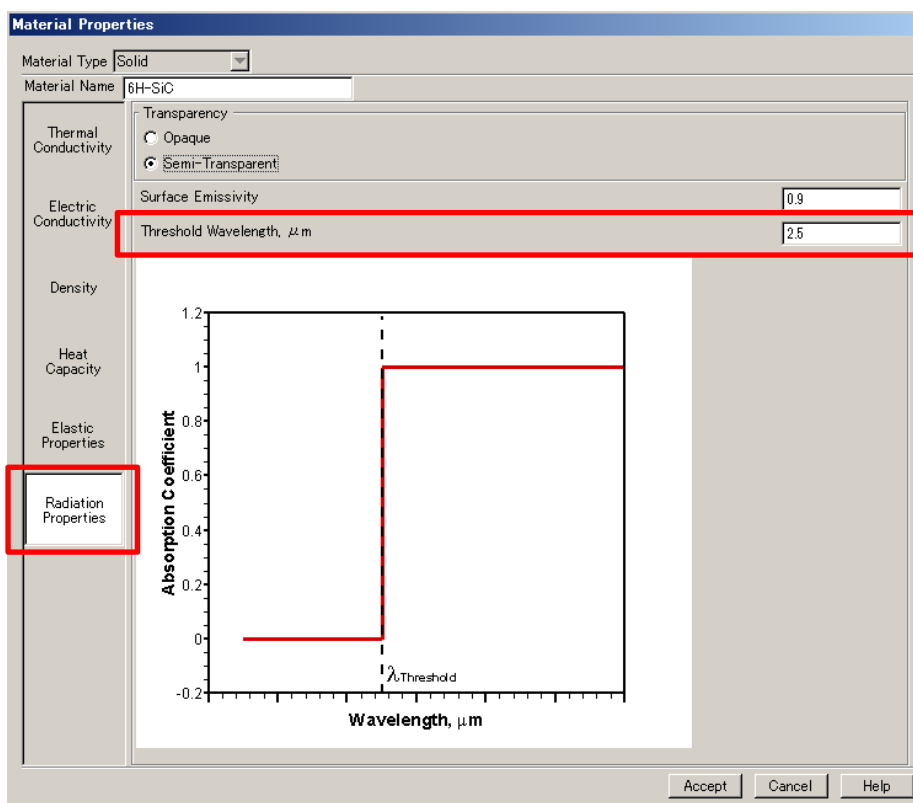 Material Properties
Material Type Solid
Material Name 6H-SiC
Thermal
Conductivity
Electric
Conductivity
Density
Heat
Capacity
Elastic
Properties
Radiation
Properties
Transparency
Opaque
Semi-Transparent
Surface Emissivity 0.9
Threshold Wavelength, μm 2.5
Absorption Coefficient
1.2
1
0.8
0.6
0.4
0.2
0
-0.2
λThreshold
Wavelength, μm
Accept Cancel Help